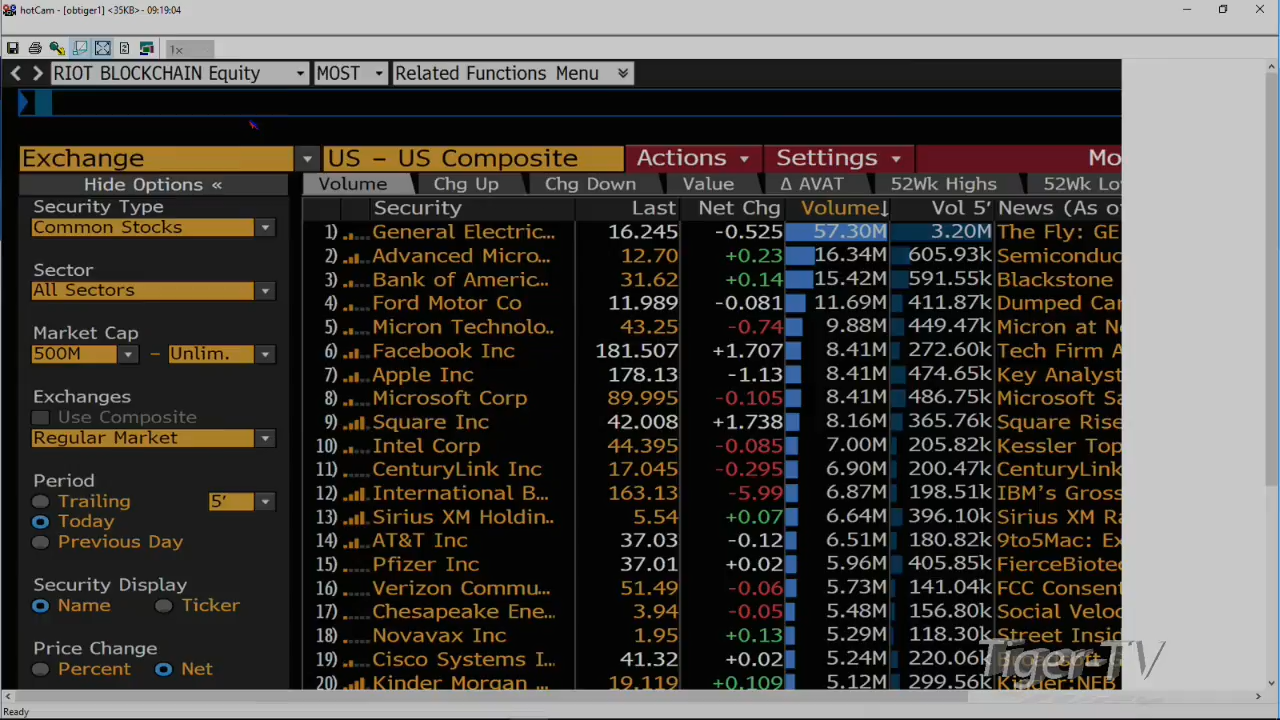 hotCam - [obtiger1] <35KB> - 09:19:04
1x
RIOT BLOCKCHAIN Equity MOST Related Functions Menu
Exchange US - US Composite Actions Settings Mo
Hide Options « Volume Chg Up Chg Down Value Δ AVAT 52Wk Highs 52Wk Lo
Security Type
Common Stocks
Sector
All Sectors
Market Cap
500M - Unlim.
Exchanges
Use Composite
Regular Market
Period
Trailing 5'
Today
Previous Day
Security Display
Name Ticker
Price Change
Percent Net
Security Last Net Chg Volume↓ Vol 5' News (As o
1) General Electric... 16.245 -0.525 57.30M 3.20M The Fly: GE
2) Advanced Micro... 12.70 +0.23 16.34M 605.93k Semiconduc
3) Bank of Americ... 31.62 +0.14 15.42M 591.55k Blackstone
4) Ford Motor Co 11.989 -0.081 11.69M 411.87k Dumped Car
5) Micron Technolo.. 43.25 -0.74 9.88M 449.47k Micron at N
6) Facebook Inc 181.507 +1.707 8.41M 272.60k Tech Firm A
7) Apple Inc 178.13 -1.13 8.41M 474.65k Key Analyst
8) Microsoft Corp 89.995 -0.105 8.41M 486.75k Microsoft Sa
9) Square Inc 42.008 +1.738 8.16M 365.76k Square Rise
10) Intel Corp 44.395 -0.085 7.00M 205.82k Kessler Top
11) CenturyLink Inc 17.045 -0.295 6.90M 200.47k CenturyLink
12) International B... 163.13 -5.99 6.87M 198.51k IBM's Gross
13) Sirius XM Holdin.. 5.54 +0.07 6.64M 396.10k Sirius XM Ra
14) AT&T Inc 37.03 -0.12 6.51M 180.82k 9to5Mac: Ex
15) Pfizer Inc 37.01 +0.02 5.96M 405.85k FierceBiotec
16) Verizon Commu... 51.49 -0.06 5.73M 141.04k FCC Consent
17) Chesapeake Ene... 3.94 -0.05 5.48M 156.80k Social Veloc
18) Novavax Inc 1.95 +0.13 5.29M 118.30k Street Insid
19) Cisco Systems I... 41.32 +0.02 5.24M 220.06k
20) Kinder Morgan ... 19.119 +0.109 5.12M 299.56k Kinder:NEB
Tiger-TV
Ready